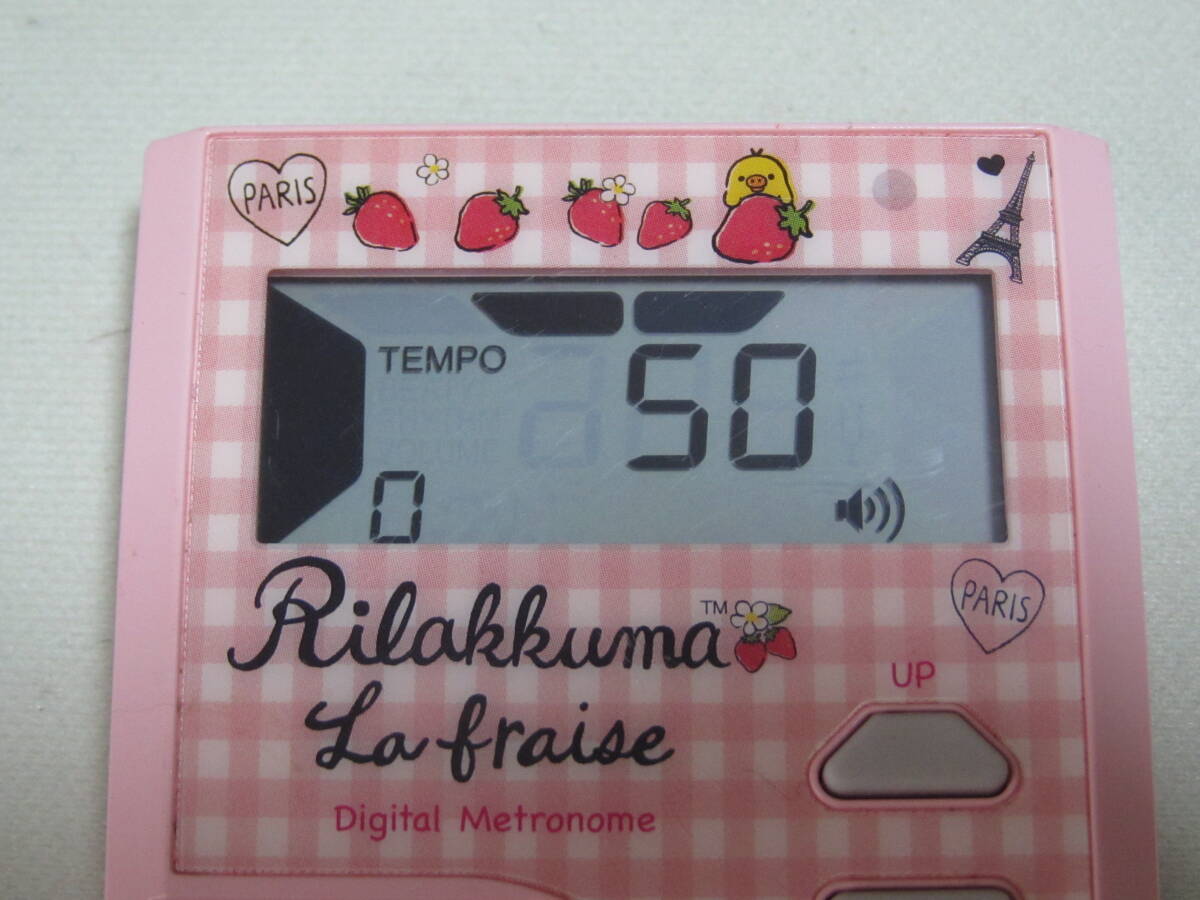 PARIS
TEMPO
50
0
Rilakkuma™
La fraise
PARIS
UP
Digital Metronome